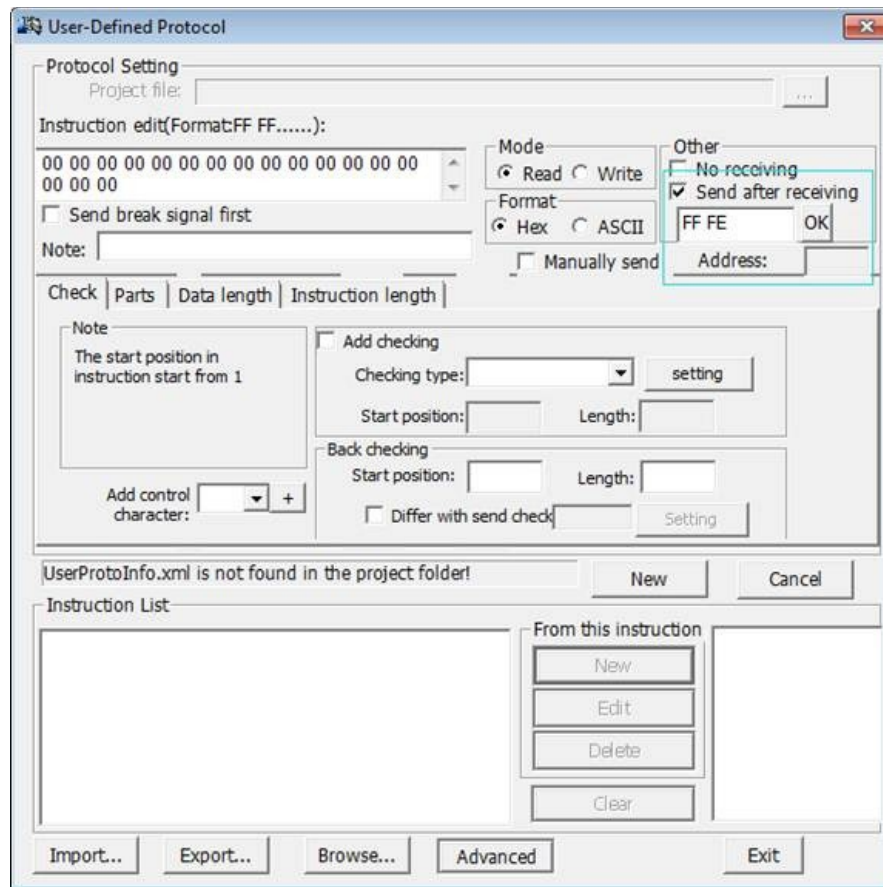 User-Defined Protocol
Protocol Setting
Project file:
...
Instruction edit(Format:FF FF......):
00 00 00 00 00 00 00 00 00 00 00 00 00 00
00 00 00
Send break signal first
Note:
Mode
Read
Write
Format
Hex
ASCII
Manually send
Other
No receiving
Send after receiving
FF FE
OK
Address:
Check
Parts
Data length
Instruction length
Note
The start position in
instruction start from 1
Add control
character:
+
Add checking
Checking type:
setting
Start position:
Length:
Back checking
Start position:
Length:
Differ with send check
Setting
UserProtoInfo.xml is not found in the project folder!
New
Cancel
Instruction List
From this instruction
New
Edit
Delete
Clear
Import...
Export...
Browse...
Advanced
Exit